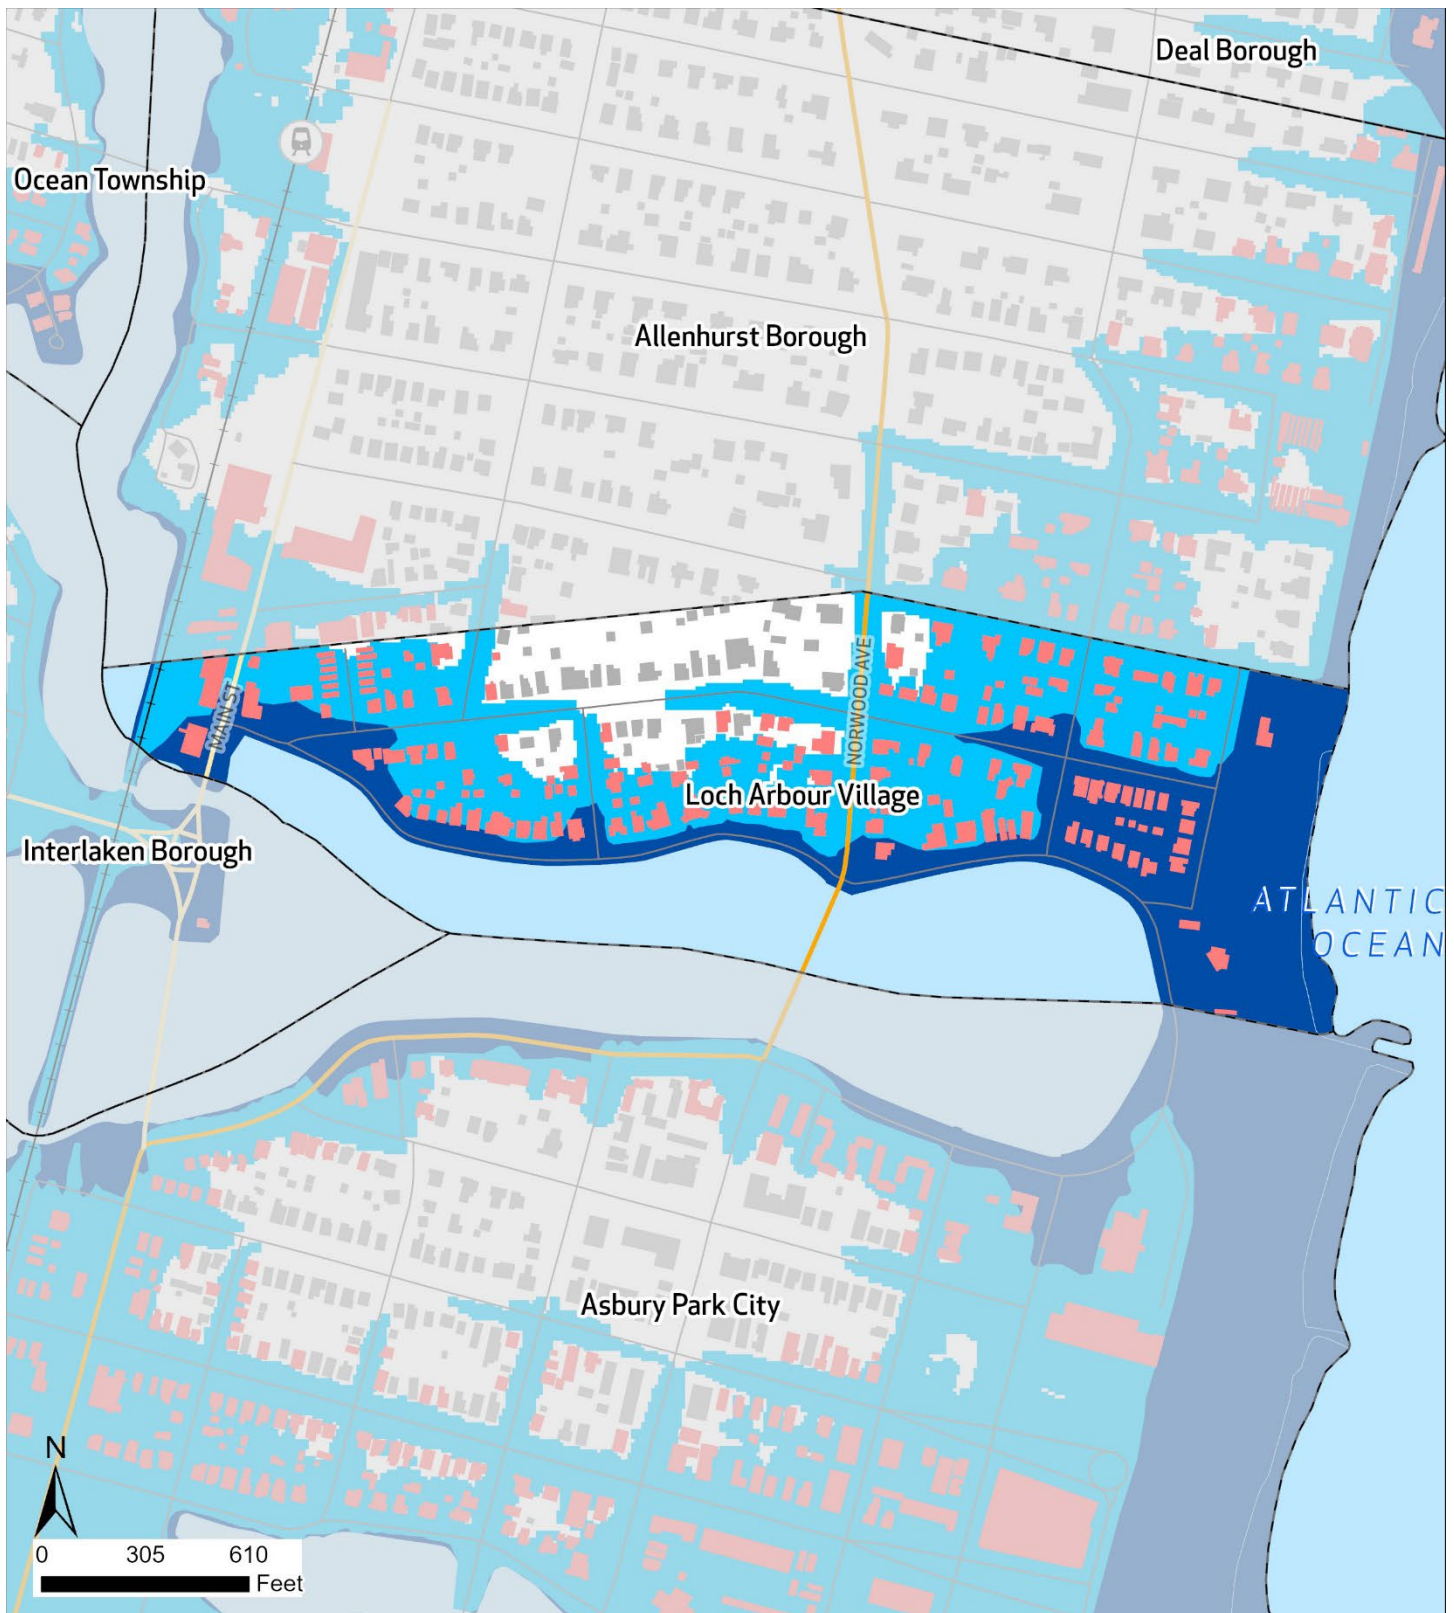 Deal Borough
Ocean Township
Allenhurst Borough
MAIN ST
NORWOOD AVE
Loch Arbour Village
Interlaken Borough
ATLANTIC
OCEAN
Asbury Park City
N
0 305 610
Feet